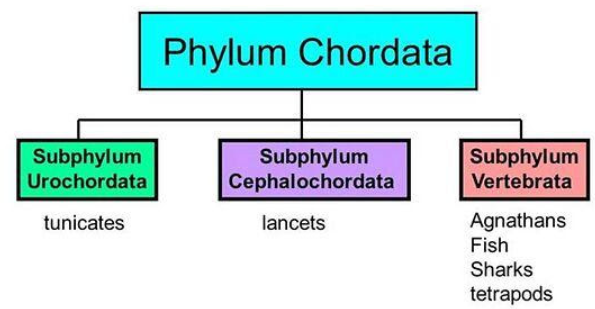 Phylum Chordata
Subphylum
Urochordata
tunicates
Subphylum
Cephalochordata
lancets
Subphylum
Vertebrata
Agnathans
Fish
Sharks
tetrapods